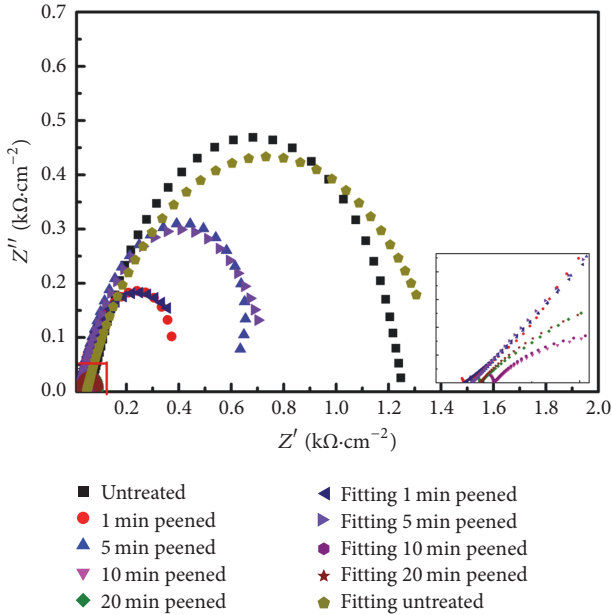 0.7
0.6
0.5
0.4
0.3
0.2
0.1
0.0
Z″ (kΩ·cm⁻²)
0.2 0.4 0.6 0.8 1.0 1.2 1.4 1.6 1.8 2.0
Z′ (kΩ·cm⁻²)
Untreated
1 min peened
5 min peened
10 min peened
20 min peened
Fitting 1 min peened
Fitting 5 min peened
Fitting 10 min peened
Fitting 20 min peened
Fitting untreated